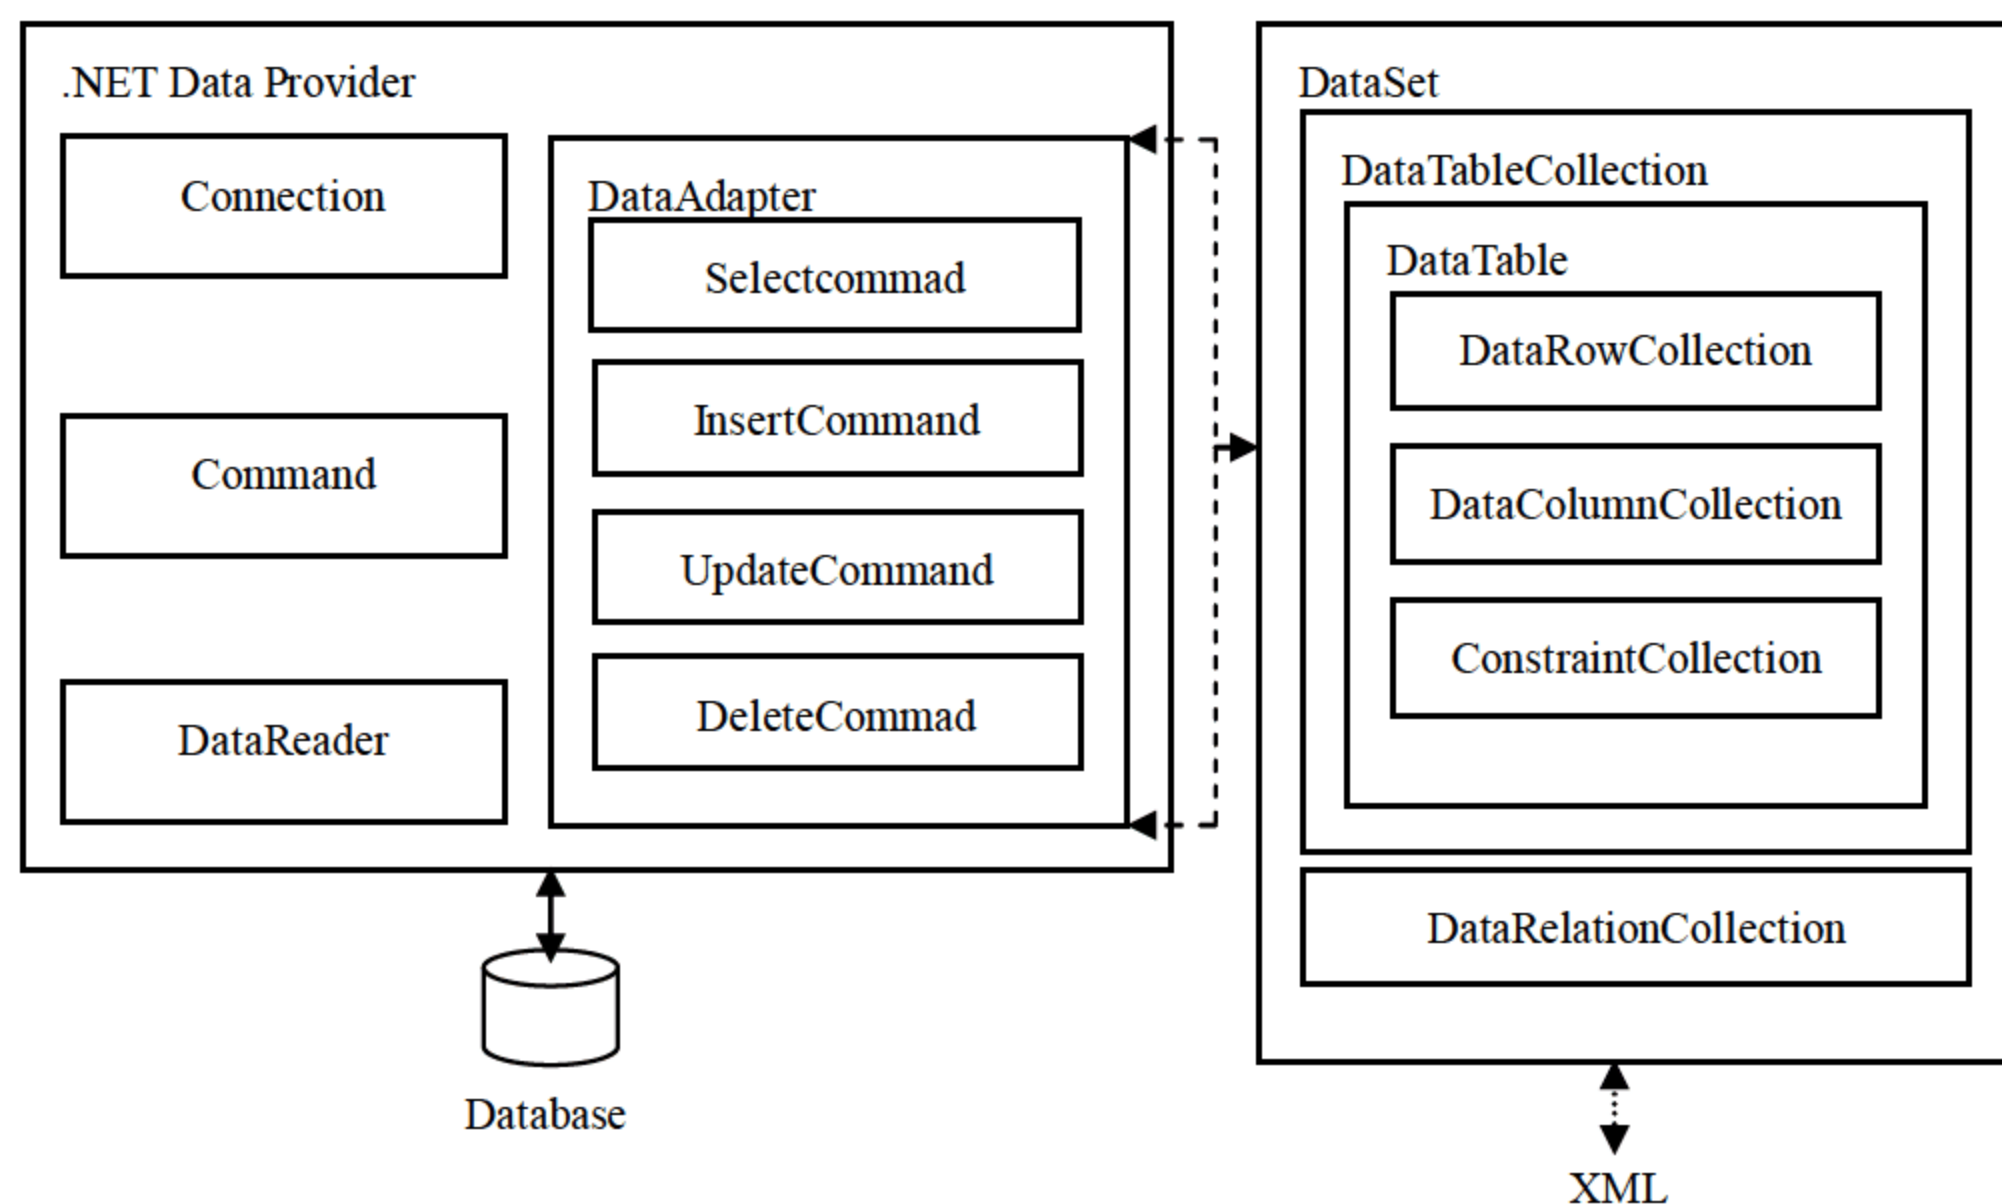 .NET Data Provider
Connection
Command
DataReader
DataAdapter
Selectcommad
InsertCommand
UpdateCommand
DeleteCommad
Database
DataSet
DataTableCollection
DataTable
DataRowCollection
DataColumnCollection
ConstraintCollection
DataRelationCollection
XML